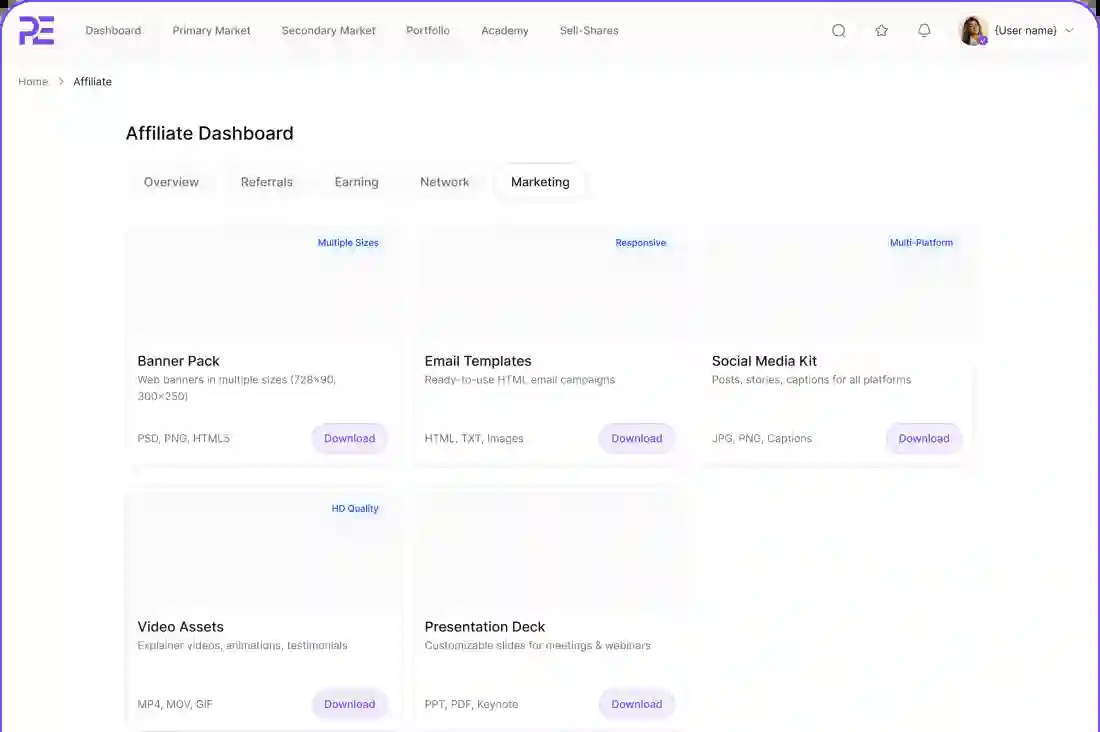 PE
Dashboard Primary Market Secondary Market Portfolio Academy Sell-Shares {User name}
Home > Affiliate
Affiliate Dashboard
Overview Referrals Earning Network Marketing
Multiple Sizes
Banner Pack
Web banners in multiple sizes (728×90,
300×250)
PSD, PNG, HTML5
Download
Responsive
Email Templates
Ready-to-use HTML email campaigns
HTML, TXT, Images
Download
Multi-Platform
Social Media Kit
Posts, stories, captions for all platforms
JPG, PNG, Captions
Download
HD Quality
Video Assets
Explainer videos, animations, testimonials
MP4, MOV, GIF
Download
Presentation Deck
Customizable slides for meetings & webinars
PPT, PDF, Keynote
Download